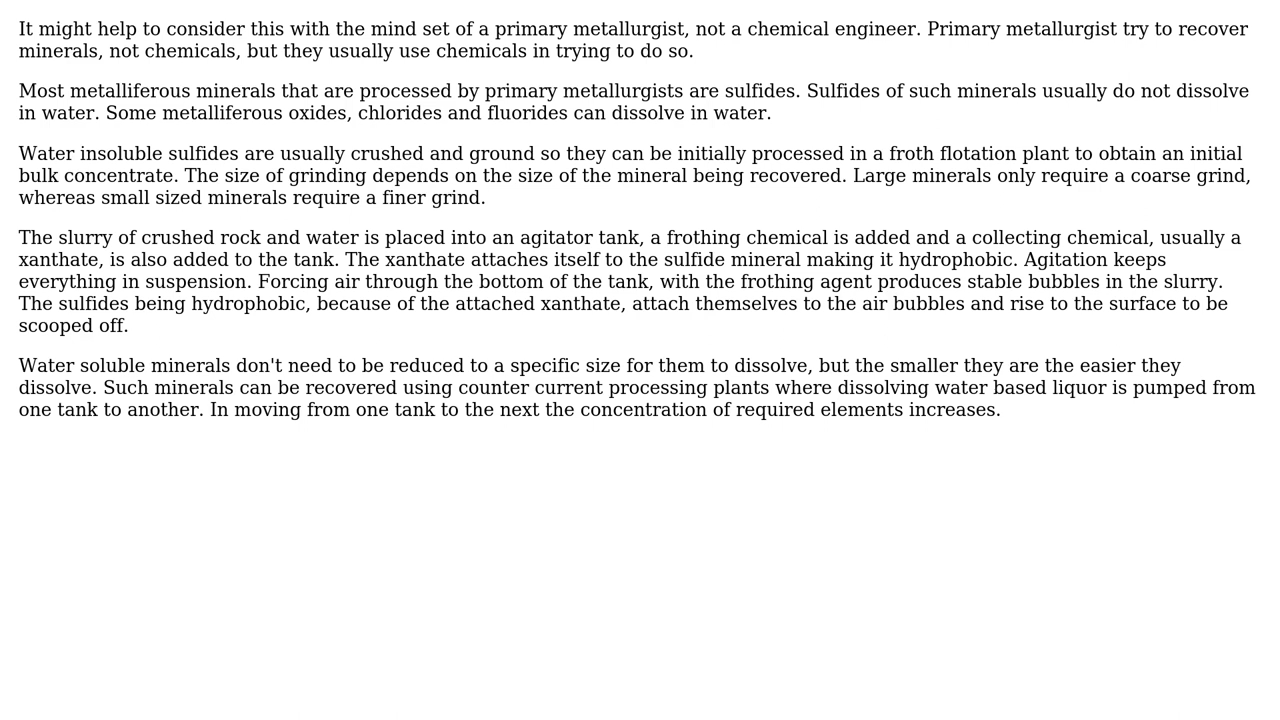 It might help to consider this with the mind set of a primary metallurgist, not a chemical engineer. Primary metallurgist try to recover
minerals, not chemicals, but they usually use chemicals in trying to do so.
Most metalliferous minerals that are processed by primary metallurgists are sulfides. Sulfides of such minerals usually do not dissolve
in water. Some metalliferous oxides, chlorides and fluorides can dissolve in water.
Water insoluble sulfides are usually crushed and ground so they can be initially processed in a froth flotation plant to obtain an initial
bulk concentrate. The size of grinding depends on the size of the mineral being recovered. Large minerals only require a coarse grind,
whereas small sized minerals require a finer grind.
The slurry of crushed rock and water is placed into an agitator tank, a frothing chemical is added and a collecting chemical, usually a
xanthate, is also added to the tank. The xanthate attaches itself to the sulfide mineral making it hydrophobic. Agitation keeps
everything in suspension. Forcing air through the bottom of the tank, with the frothing agent produces stable bubbles in the slurry.
The sulfides being hydrophobic, because of the attached xanthate, attach themselves to the air bubbles and rise to the surface to be
scooped off.
Water soluble minerals don't need to be reduced to a specific size for them to dissolve, but the smaller they are the easier they
dissolve. Such minerals can be recovered using counter current processing plants where dissolving water based liquor is pumped from
one tank to another. In moving from one tank to the next the concentration of required elements increases.